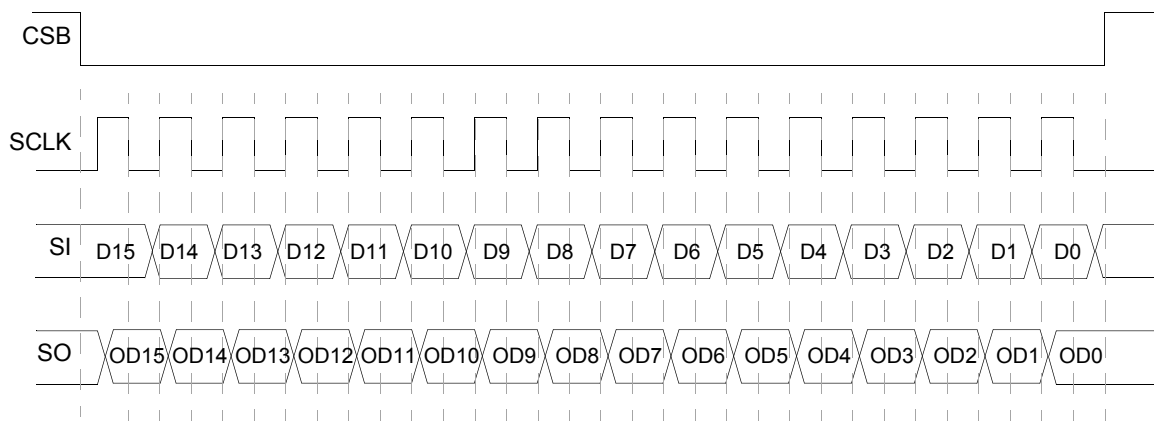 CSB
SCLK
SI D15 D14 D13 D12 D11 D10 D9 D8 D7 D6 D5 D4 D3 D2 D1 D0
SO OD15 OD14 OD13 OD12 OD11 OD10 OD9 OD8 OD7 OD6 OD5 OD4 OD3 OD2 OD1 OD0